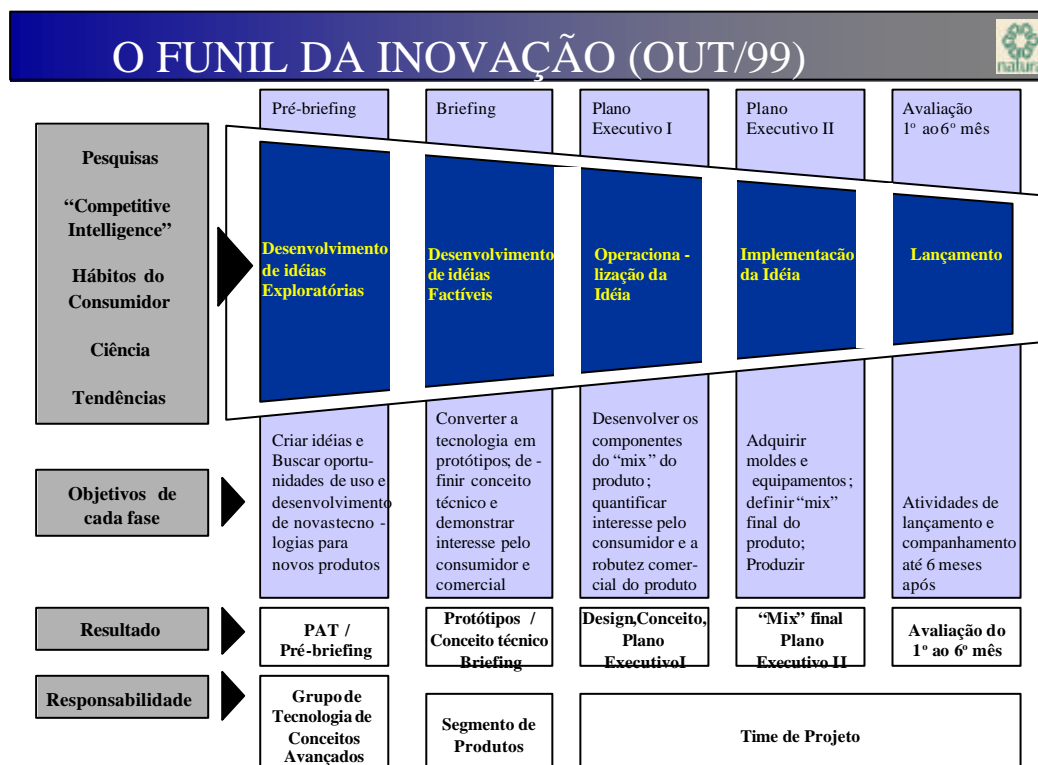 O FUNIL DA INOVAÇÃO (OUT/99)
natura
Pré-briefing
Briefing
Plano
Executivo I
Plano
Executivo II
Avaliação
1º ao 6º mês
Pesquisas
“Competitive
Intelligence”
Hábitos do
Consumidor
Ciência
Tendências
Desenvolvimento
de idéias
Exploratórias
Desenvolvimento
de idéias
Factíveis
Operaciona -
lização da
Idéia
Implementacão
da Idéia
Lançamento
Objetivos de
cada fase
Criar idéias e
Buscar oportu-
nidades de uso e
desenvolvimento
de novastecno -
logias para
novos produtos
Converter a
tecnologia em
protótipos; de -
finir conceito
técnico e
demonstrar
interesse pelo
consumidor e
comercial
Desenvolver os
componentes
do “mix” do
produto;
quantificar
interesse pelo
consumidor e a
robutez comer-
cial do produto
Adquirir
moldes e
equipamentos;
definir “mix”
final do
produto;
Produzir
Atividades de
lançamento e
companhamento
até 6 meses
após
Resultado
PAT /
Pré-briefing
Protótipos /
Conceito técnico
Briefing
Design,Conceito,
Plano
ExecutivoI
“Mix” final
Plano
Executivo II
Avaliação do
1º ao 6º mês
Responsabilidade
Grupo de
Tecnologia de
Conceitos
Avançados
Segmento de
Produtos
Time de Projeto